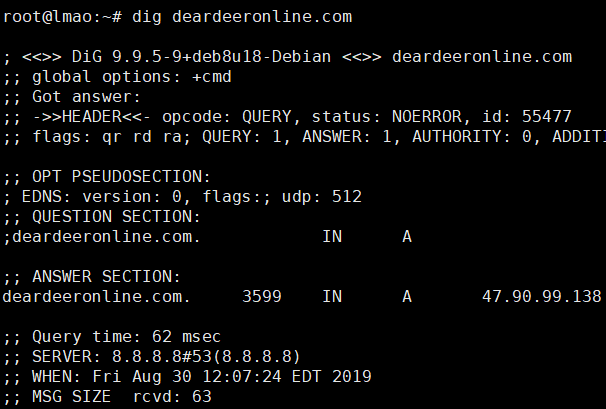 root@lmao:~# dig deardeeronline.com
; <<>> DiG 9.9.5-9+deb8u18-Debian <<>> deardeeronline.com
;; global options: +cmd
;; Got answer:
;; ->>HEADER<<- opcode: QUERY, status: NOERROR, id: 55477
;; flags: qr rd ra; QUERY: 1, ANSWER: 1, AUTHORITY: 0, ADDITI
;; OPT PSEUDOSECTION:
; EDNS: version: 0, flags:; udp: 512
;; QUESTION SECTION:
;deardeeronline.com. IN A
;; ANSWER SECTION:
deardeeronline.com. 3599 IN A 47.90.99.138
;; Query time: 62 msec
;; SERVER: 8.8.8.8#53(8.8.8.8)
;; WHEN: Fri Aug 30 12:07:24 EDT 2019
;; MSG SIZE rcvd: 63